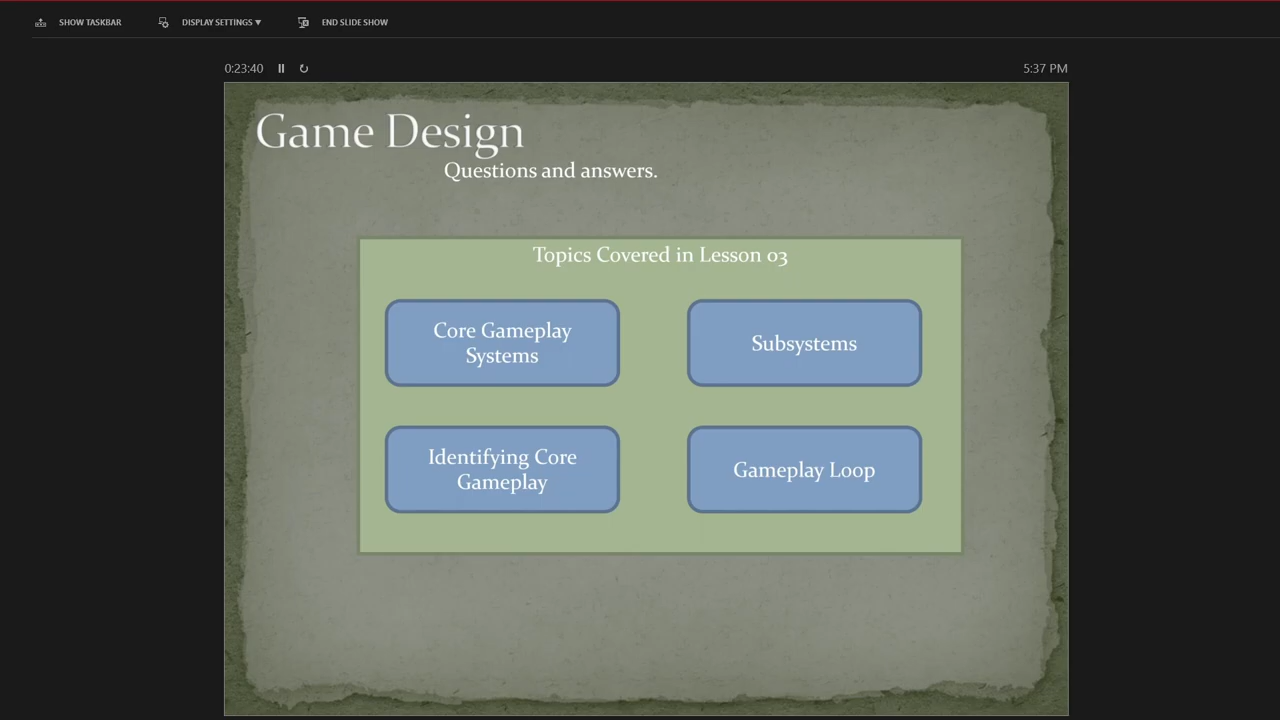 SHOW TASKBAR
DISPLAY SETTINGS ▼
END SLIDE SHOW
0:23:40
5:37 PM
Game Design
Questions and answers.
Topics Covered in Lesson 03
Core Gameplay
Systems
Subsystems
Identifying Core
Gameplay
Gameplay Loop